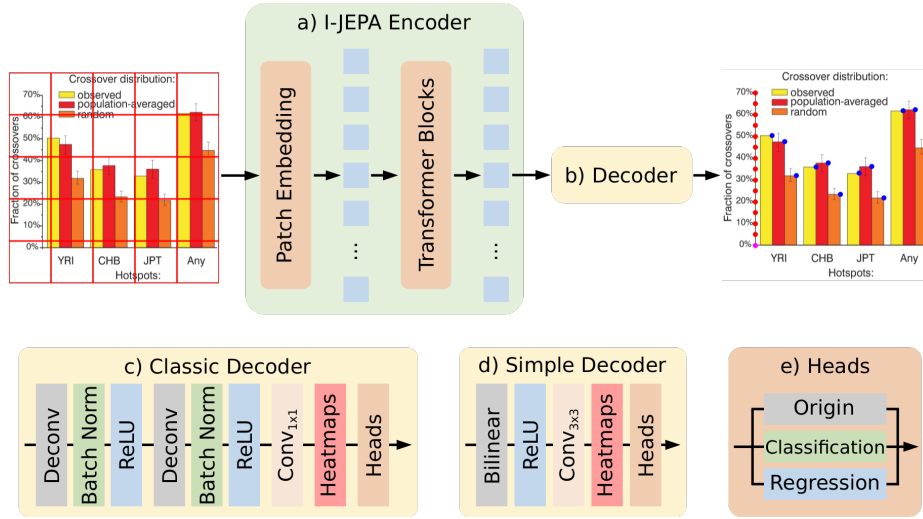 a) I-JEPA Encoder
Crossover distribution:
observed
population-averaged
random
Fraction of crossovers
70%
60%
50%
40%
30%
20%
10%
0%
YRI CHB JPT Any
Hotspots:
Patch Embedding
...
Transformer Blocks
...
b) Decoder
Crossover distribution:
observed
population-averaged
random
Fraction of crossovers
70%
60%
50%
40%
30%
20%
10%
0%
YRI CHB JPT Any
Hotspots:
c) Classic Decoder
Deconv
Batch Norm
ReLU
Deconv
Batch Norm
ReLU
Conv1x1
Heatmaps
Heads
d) Simple Decoder
Bilinear
ReLU
Conv3x3
Heatmaps
Heads
e) Heads
Origin
Classification
Regression